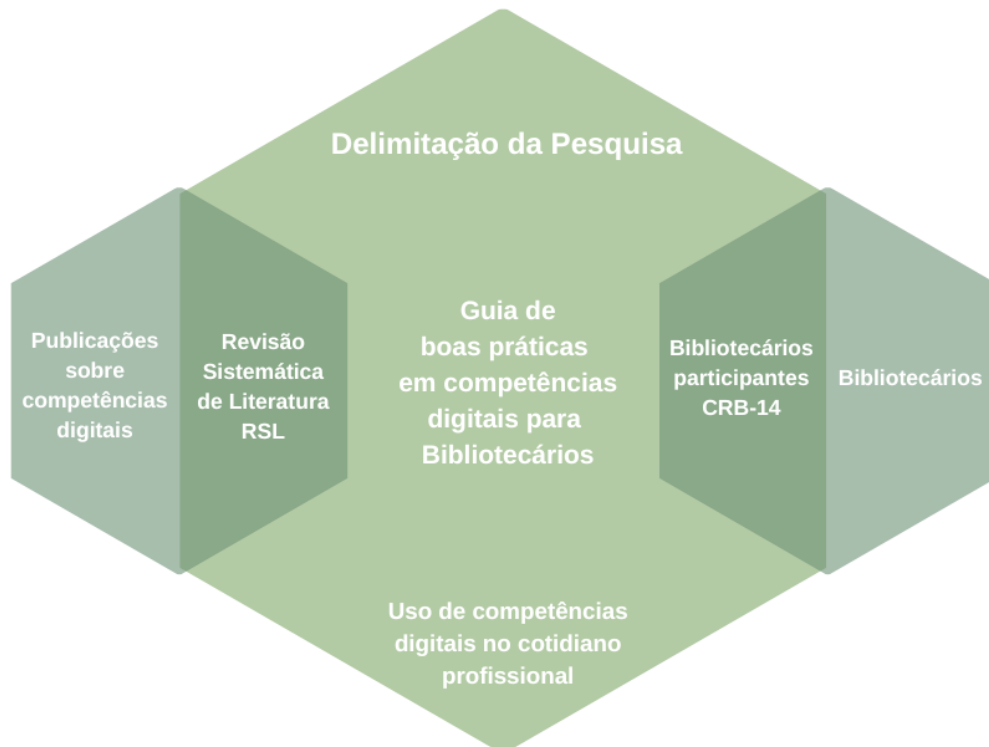 Delimitação da Pesquisa
Publicações
sobre
competências
digitais
Revisão
Sistemática
de Literatura
RSL
Guia de
boas práticas
em competências
digitais para
Bibliotecários
Bibliotecários
participantes
CRB-14
Bibliotecários
Uso de competências
digitais no cotidiano
profissional